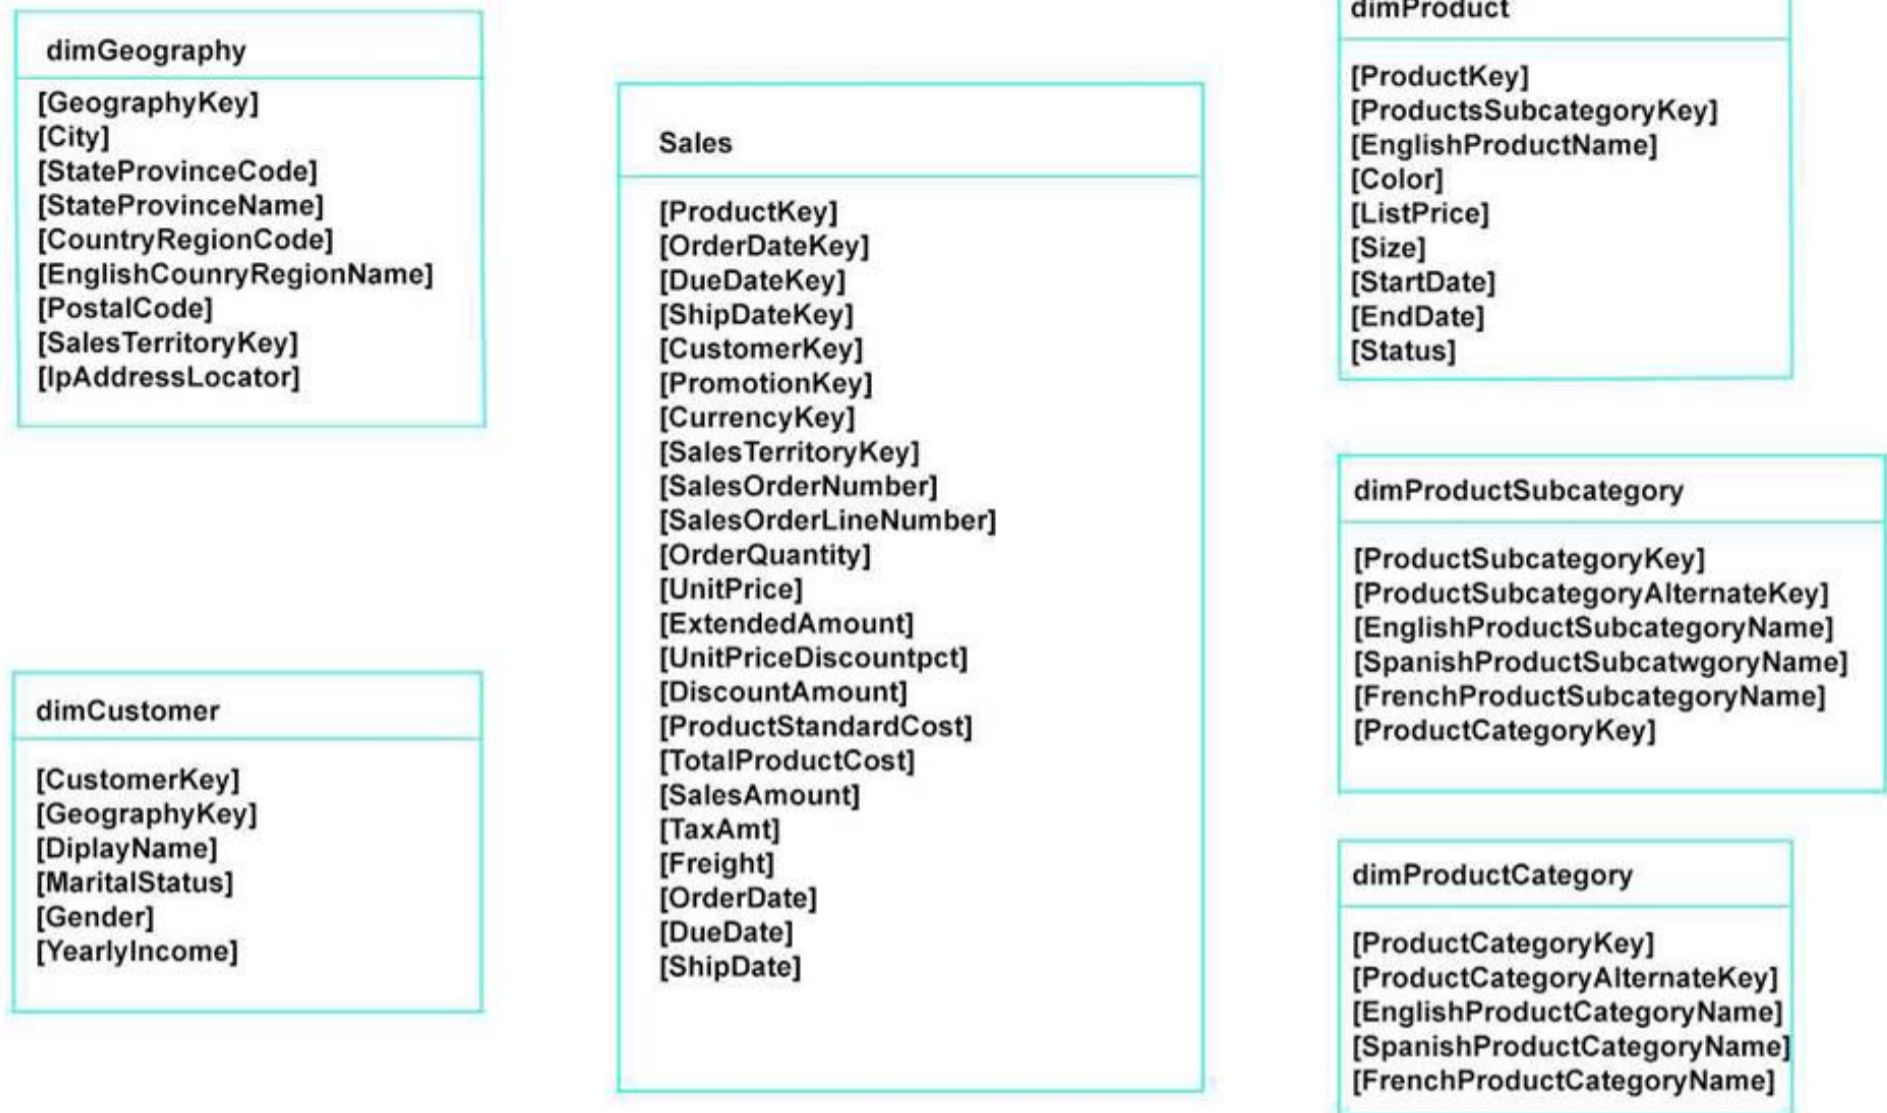 dimGeography
[GeographyKey]
[City]
[StateProvinceCode]
[StateProvinceName]
[CountryRegionCode]
[EnglishCounryRegionName]
[PostalCode]
[SalesTerritoryKey]
[IpAddressLocator]
dimCustomer
[CustomerKey]
[GeographyKey]
[DiplayName]
[MaritalStatus]
[Gender]
[YearlyIncome]
Sales
[ProductKey]
[OrderDateKey]
[DueDateKey]
[ShipDateKey]
[CustomerKey]
[PromotionKey]
[CurrencyKey]
[SalesTerritoryKey]
[SalesOrderNumber]
[SalesOrderLineNumber]
[OrderQuantity]
[UnitPrice]
[ExtendedAmount]
[UnitPriceDiscountpct]
[DiscountAmount]
[ProductStandardCost]
[TotalProductCost]
[SalesAmount]
[TaxAmt]
[Freight]
[OrderDate]
[DueDate]
[ShipDate]
dimProduct
[ProductKey]
[ProductsSubcategoryKey]
[EnglishProductName]
[Color]
[ListPrice]
[Size]
[StartDate]
[EndDate]
[Status]
dimProductSubcategory
[ProductSubcategoryKey]
[ProductSubcategoryAlternateKey]
[EnglishProductSubcategoryName]
[SpanishProductSubcatwgoryName]
[FrenchProductSubcategoryName]
[ProductCategoryKey]
dimProductCategory
[ProductCategoryKey]
[ProductCategoryAlternateKey]
[EnglishProductCategoryName]
[SpanishProductCategoryName]
[FrenchProductCategoryName]